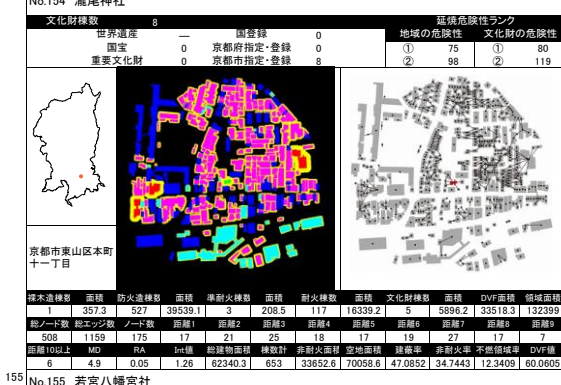 No.154 瀧尾神社
文化財棟数 8 延焼危険性ランク
世界遺産 — 国登録 0 地域の危険性 文化財の危険性
国宝 0 京都府指定・登録 0 ① 75 ① 80
重要文化財 0 京都市指定・登録 8 ② 98 ② 119
京都市東山区本町
十一丁目
裸木造棟数 面積 防火造棟数 面積 準耐火棟数 面積 耐火棟数 面積 文化財棟数 面積 DVF面積 領域面積
1 357.3 527 39539.1 3 208.5 117 16339.2 5 5896.2 33518.3 132399
総ノード数 総エッジ数 ノード数 距離1 距離2 距離3 距離4 距離5 距離6 距離7 距離8 距離9
508 1159 175 17 21 25 18 17 19 27 17 7
距離10以上 MD RA Int値 総建物面積 棟数計 非耐火面積 空地面積 建蔽率 非耐火率 不燃領域率 DVF値
6 4.9 0.05 1.26 62340.3 653 33652.6 70058.6 47.0852 34.7443 12.3409 60.0605
155 No.155 若宮八幡宮社